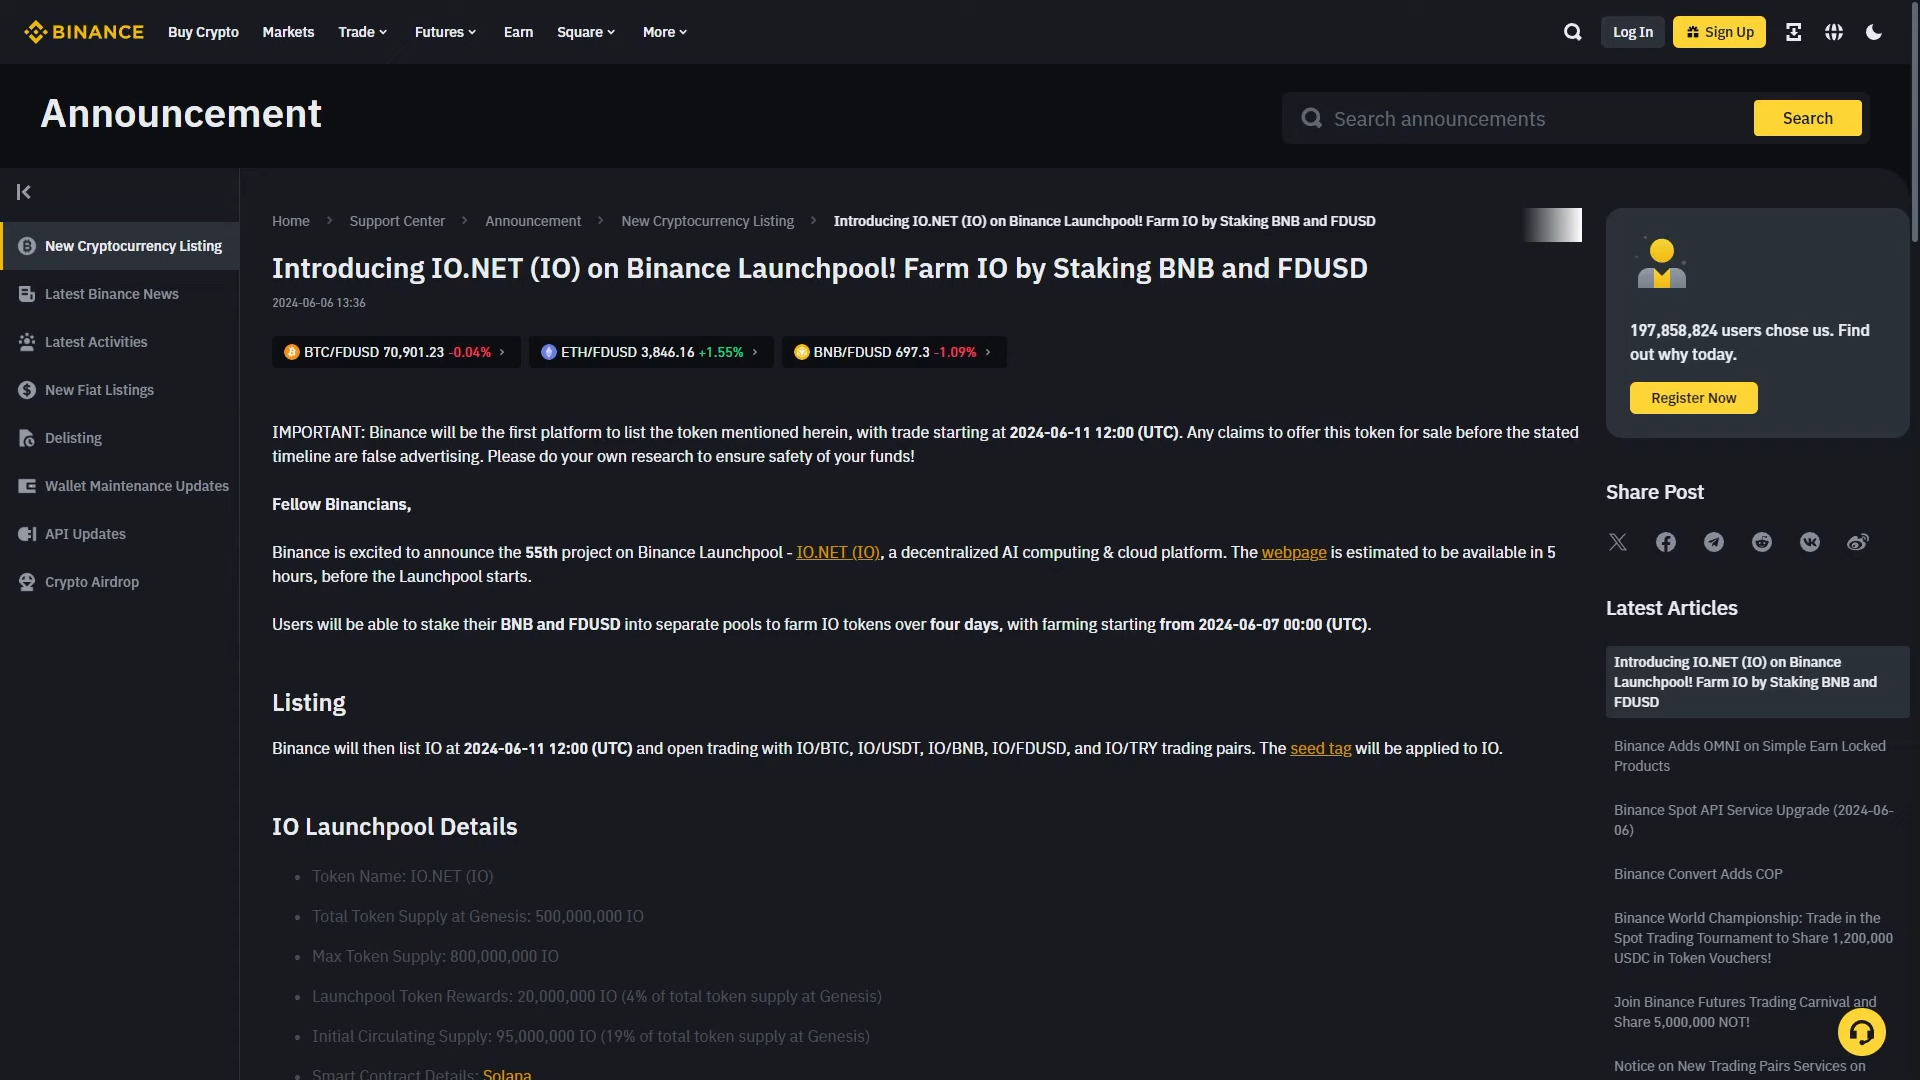 BINANCE
Buy Crypto
Markets
Trade
Futures
Earn
Square
More
Log In
Sign Up
Announcement
Search announcements
Search
New Cryptocurrency Listing
Latest Binance News
Latest Activities
New Fiat Listings
Delisting
Wallet Maintenance Updates
API Updates
Crypto Airdrop
Home
Support Center
Announcement
New Cryptocurrency Listing
Introducing IO.NET (IO) on Binance Launchpool! Farm IO by Staking BNB and FDUSD
Introducing IO.NET (IO) on Binance Launchpool! Farm IO by Staking BNB and FDUSD
2024-06-06 13:36
BTC/FDUSD 70,901.23 -0.04%
ETH/FDUSD 3,846.16 +1.55%
BNB/FDUSD 697.3 -1.09%
IMPORTANT: Binance will be the first platform to list the token mentioned herein, with trade starting at 2024-06-11 12:00 (UTC). Any claims to offer this token for sale before the stated
timeline are false advertising. Please do your own research to ensure safety of your funds!
Fellow Binancians,
Binance is excited to announce the 55th project on Binance Launchpool - IO.NET (IO), a decentralized AI computing & cloud platform. The webpage is estimated to be available in 5
hours, before the Launchpool starts.
Users will be able to stake their BNB and FDUSD into separate pools to farm IO tokens over four days, with farming starting from 2024-06-07 00:00 (UTC).
Listing
Binance will then list IO at 2024-06-11 12:00 (UTC) and open trading with IO/BTC, IO/USDT, IO/BNB, IO/FDUSD, and IO/TRY trading pairs. The seed tag will be applied to IO.
IO Launchpool Details
Token Name: IO.NET (IO)
Total Token Supply at Genesis: 500,000,000 IO
Max Token Supply: 800,000,000 IO
Launchpool Token Rewards: 20,000,000 IO (4% of total token supply at Genesis)
Initial Circulating Supply: 95,000,000 IO (19% of total token supply at Genesis)
Smart Contract Details: Solana
197,858,824 users chose us. Find
out why today.
Register Now
Share Post
Latest Articles
Introducing IO.NET (IO) on Binance
Launchpool! Farm IO by Staking BNB and
FDUSD
Binance Adds OMNI on Simple Earn Locked
Products
Binance Spot API Service Upgrade (2024-06-
06)
Binance Convert Adds COP
Binance World Championship: Trade in the
Spot Trading Tournament to Share 1,200,000
USDC in Token Vouchers!
Join Binance Futures Trading Carnival and
Share 5,000,000 NOT!
Notice on New Trading Pairs Services on